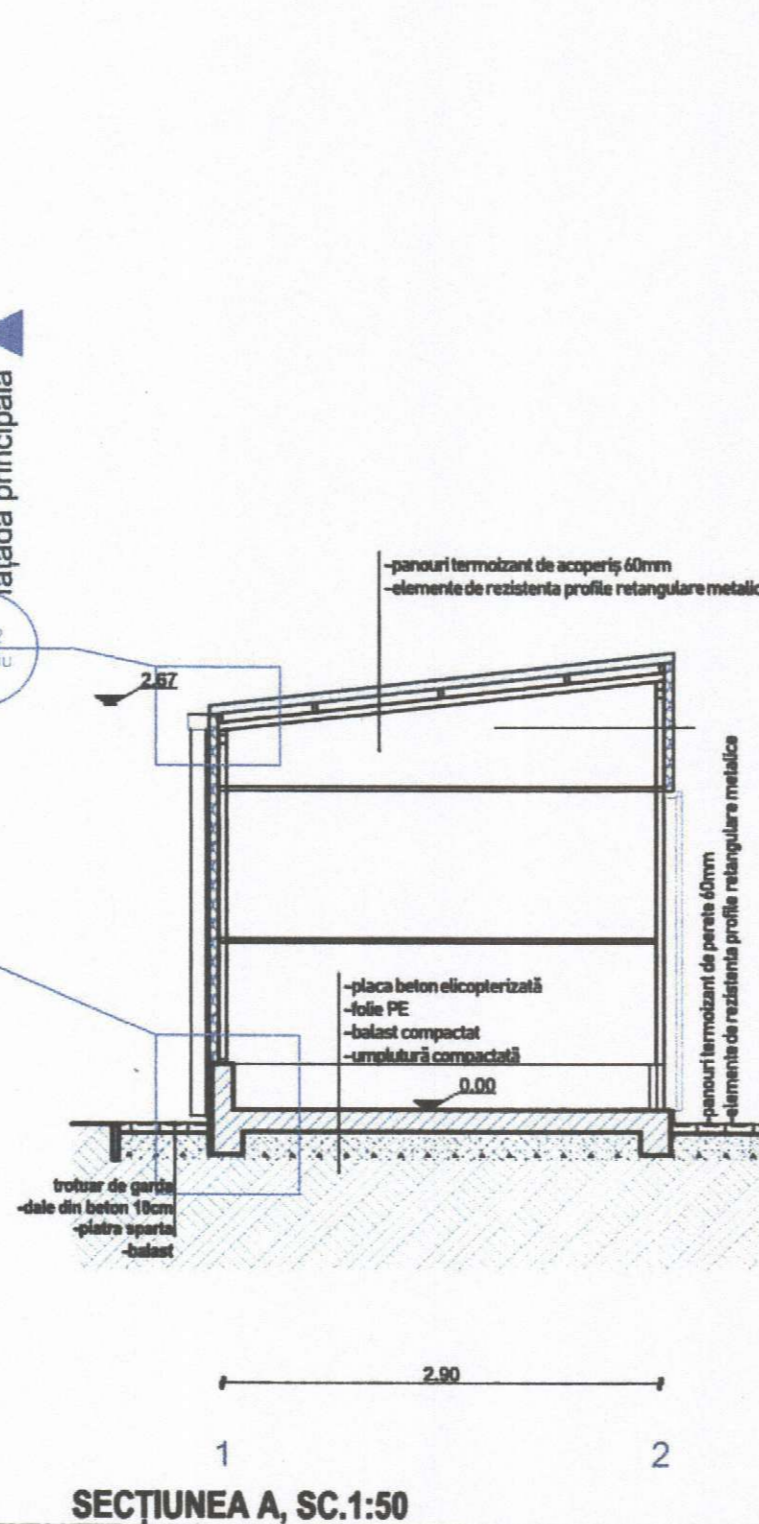 fațada principala
-panouri termoizant de acoperiș 60mm
-elemente de rezistenta profile retangulare metalic
2.67
-panouri termoizant de perete 60mm
-elemente de rezistenta profile retangulare metalice
-placa beton elicopterizată
-folie PE
-balast compactat
-umplutură compactată
0.00
trotuar de garda
-dale din beton 10cm
-piatra sparta
-balast
2.90
1 2
SECȚIUNEA A, SC.1:50